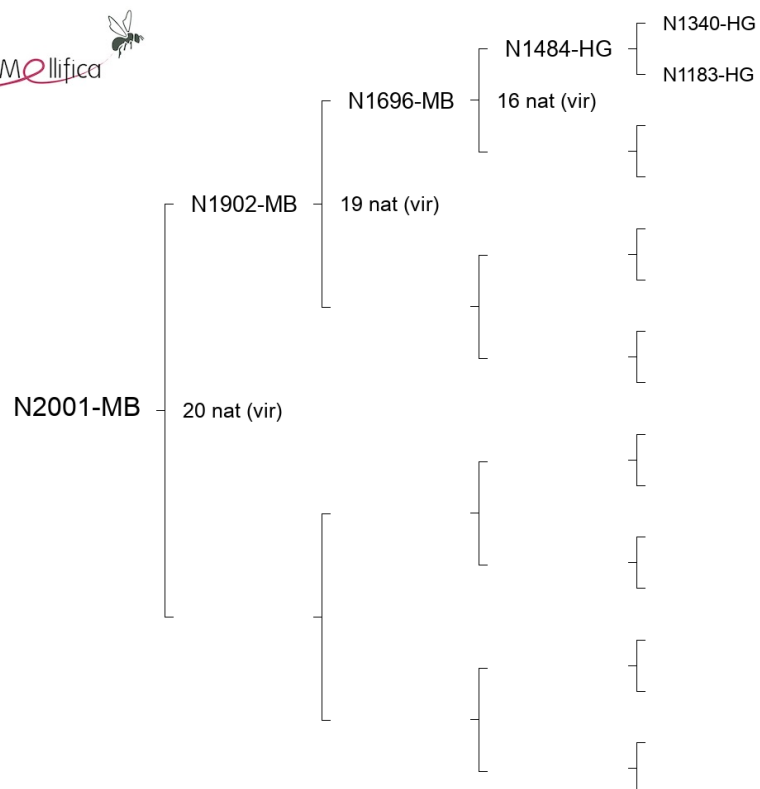 Mellifica
N1340-HG
N1484-HG
N1183-HG
N1696-MB
16 nat (vir)
N1902-MB
19 nat (vir)
N2001-MB
20 nat (vir)